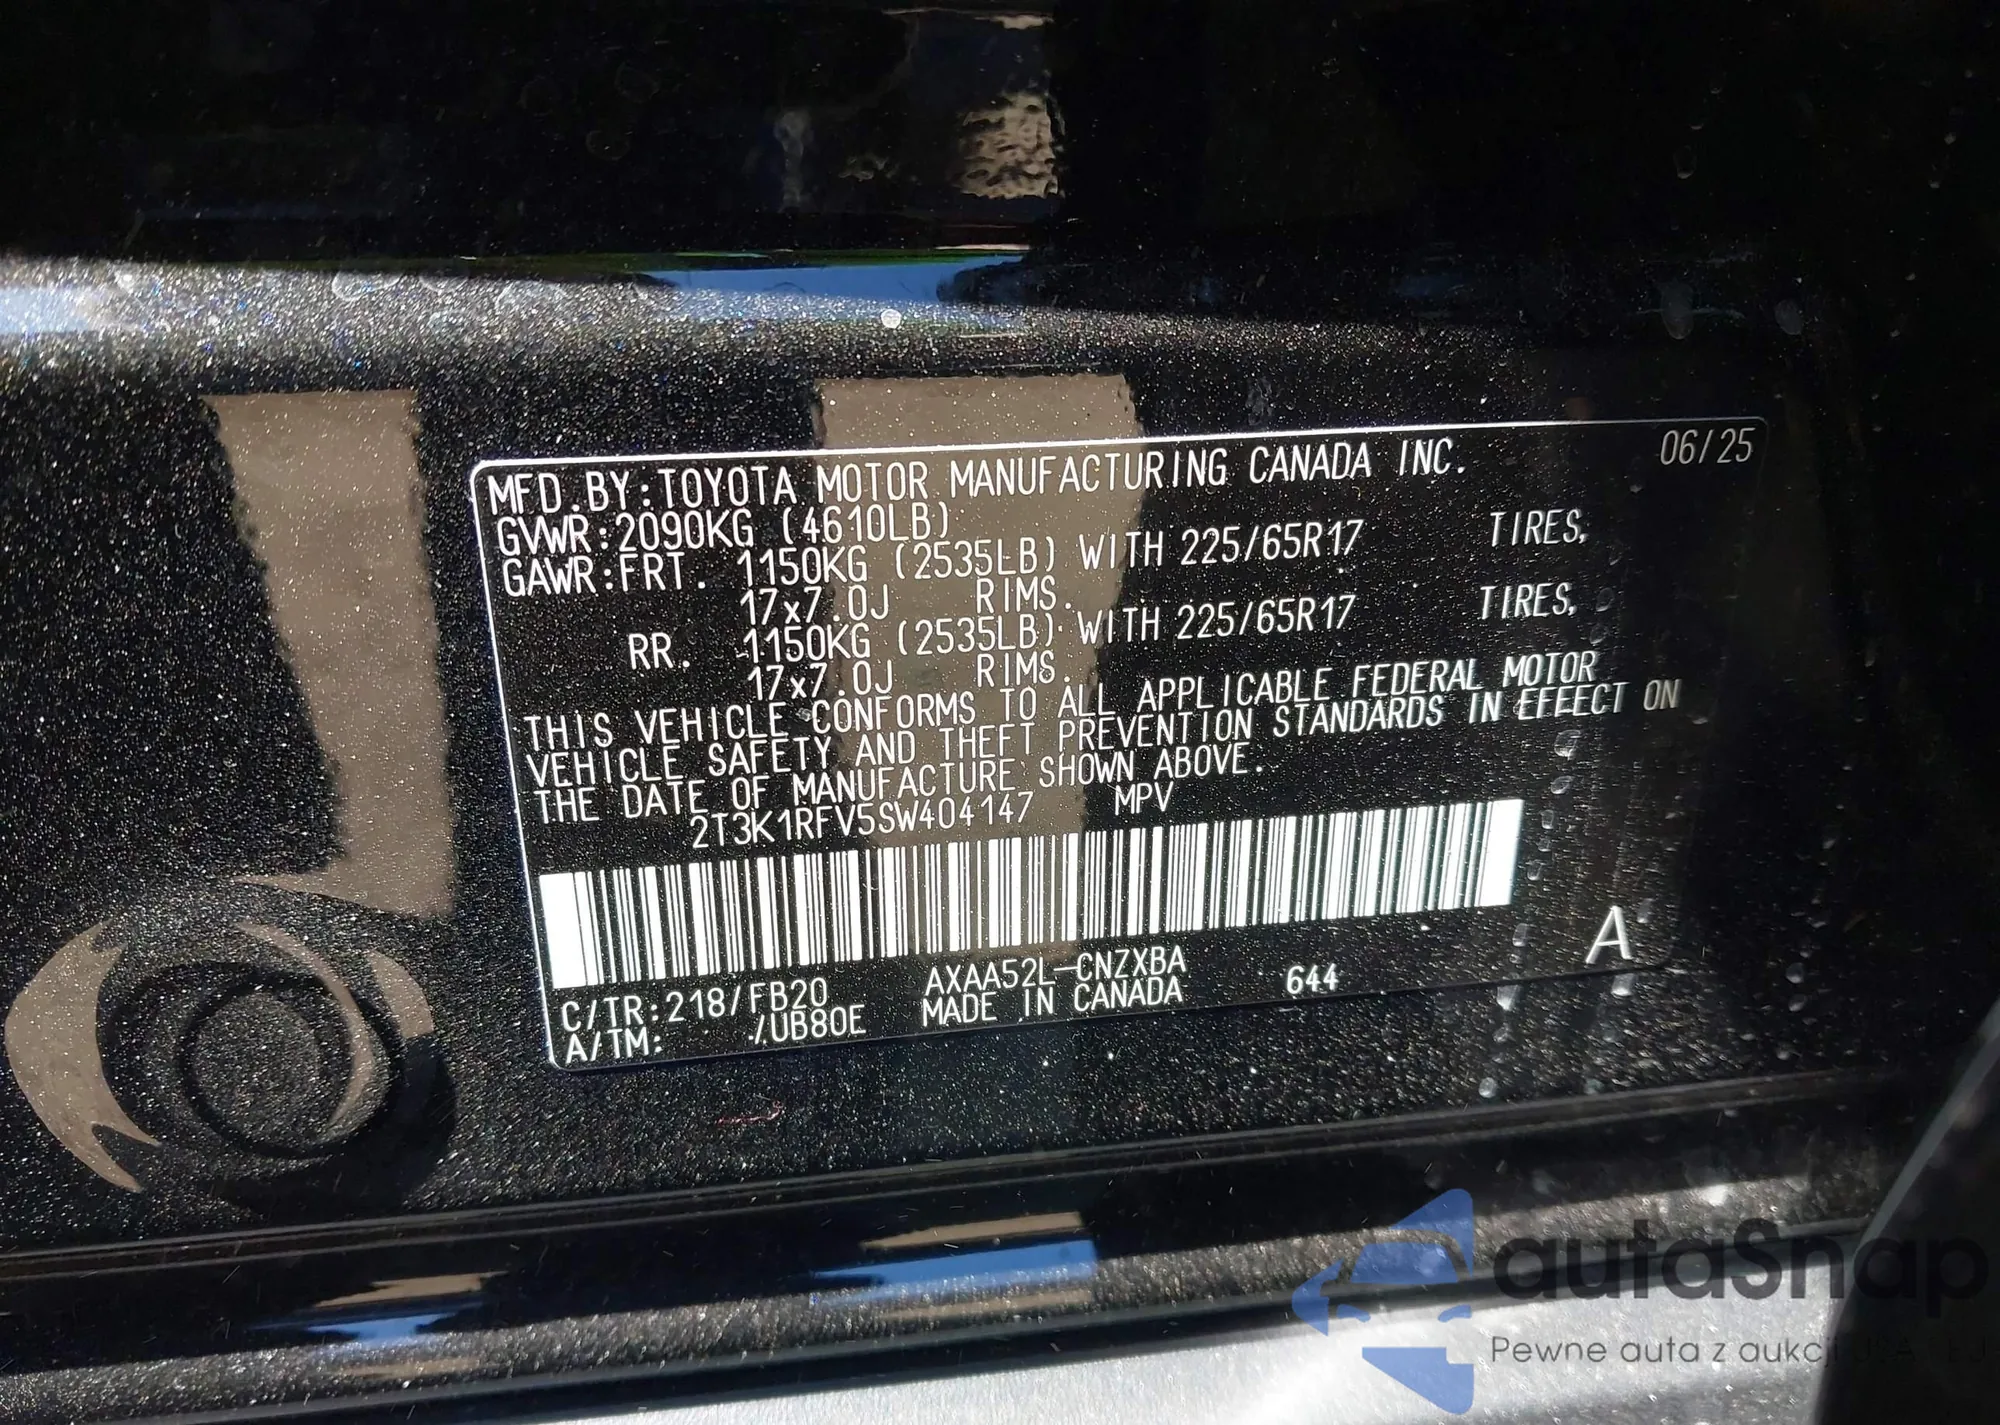 MFD.BY:TOYOTA MOTOR MANUFACTURING CANADA INC. 06/25
GVWR:2090KG (4610LB)
GAWR:FRT. 1150KG (2535LB) WITH 225/65R17 TIRES,
17x7.0J RIMS.
RR. 1150KG (2535LB) WITH 225/65R17 TIRES,
17x7.0J RIMS.
THIS VEHICLE CONFORMS TO ALL APPLICABLE FEDERAL MOTOR
VEHICLE SAFETY AND THEFT PREVENTION STANDARDS IN EFFECT ON
THE DATE OF MANUFACTURE SHOWN ABOVE.
2T3K1RFV5SW404147 MPV
A
C/TR:218/FB20 AXAA52L-CNZXBA 644
A/TM: /UB80E MADE IN CANADA
autaSnap
Pewne auta z aukcji